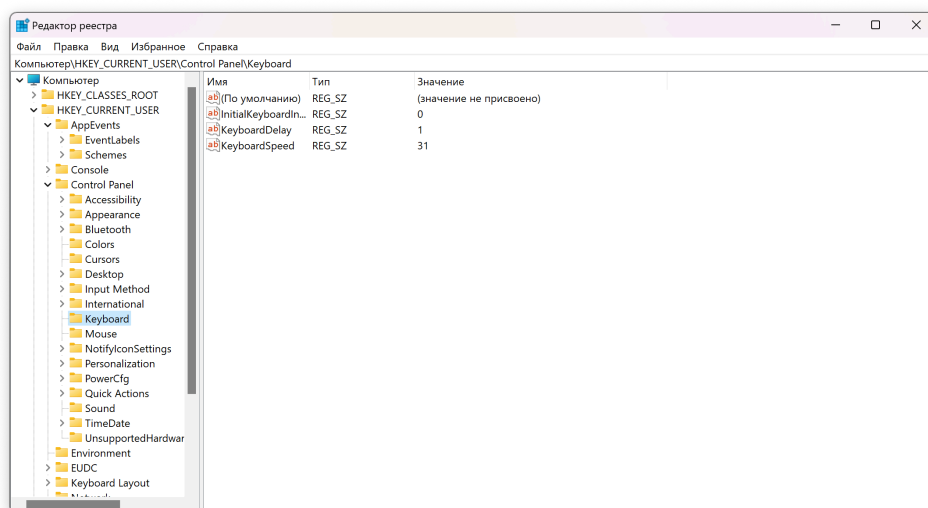 Редактор реестра
Файл Правка Вид Избранное Справка
Компьютер\HKEY_CURRENT_USER\Control Panel\Keyboard
Компьютер
HKEY_CLASSES_ROOT
HKEY_CURRENT_USER
AppEvents
EventLabels
Schemes
Console
Control Panel
Accessibility
Appearance
Bluetooth
Colors
Cursors
Desktop
Input Method
International
Keyboard
Mouse
NotifyIconSettings
Personalization
PowerCfg
Quick Actions
Sound
TimeDate
UnsupportedHardwar
Environment
EUDC
Keyboard Layout
Network
Имя Тип Значение
(По умолчанию) REG_SZ (значение не присвоено)
InitialKeyboardIn... REG_SZ 0
KeyboardDelay REG_SZ 1
KeyboardSpeed REG_SZ 31